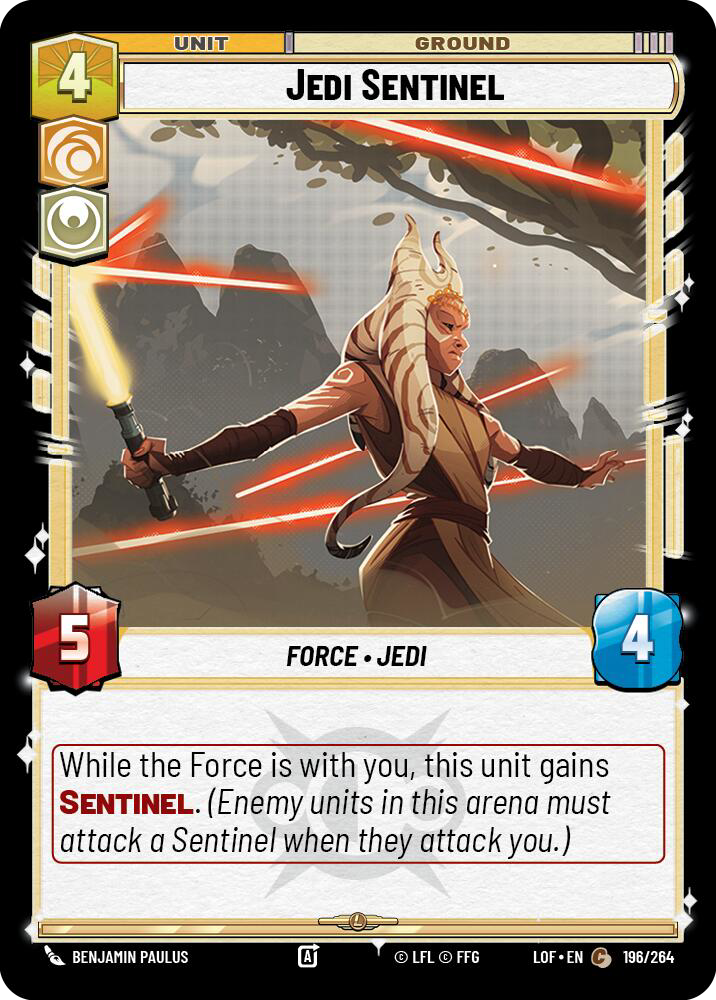 UNIT
GROUND
4
JEDI SENTINEL
5
FORCE • JEDI
4
While the Force is with you, this unit gains
SENTINEL. (Enemy units in this arena must
attack a Sentinel when they attack you.)
BENJAMIN PAULUS
A
© LFL © FFG
LOF • EN
C
196/264